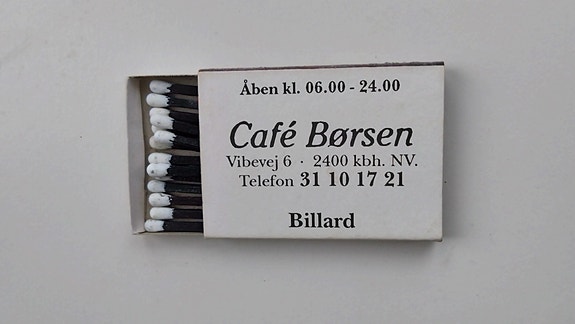 Åben kl. 06.00 - 24.00
Café Børsen
Vibevej 6 · 2400 kbh. NV.
Telefon 31 10 17 21
Billard